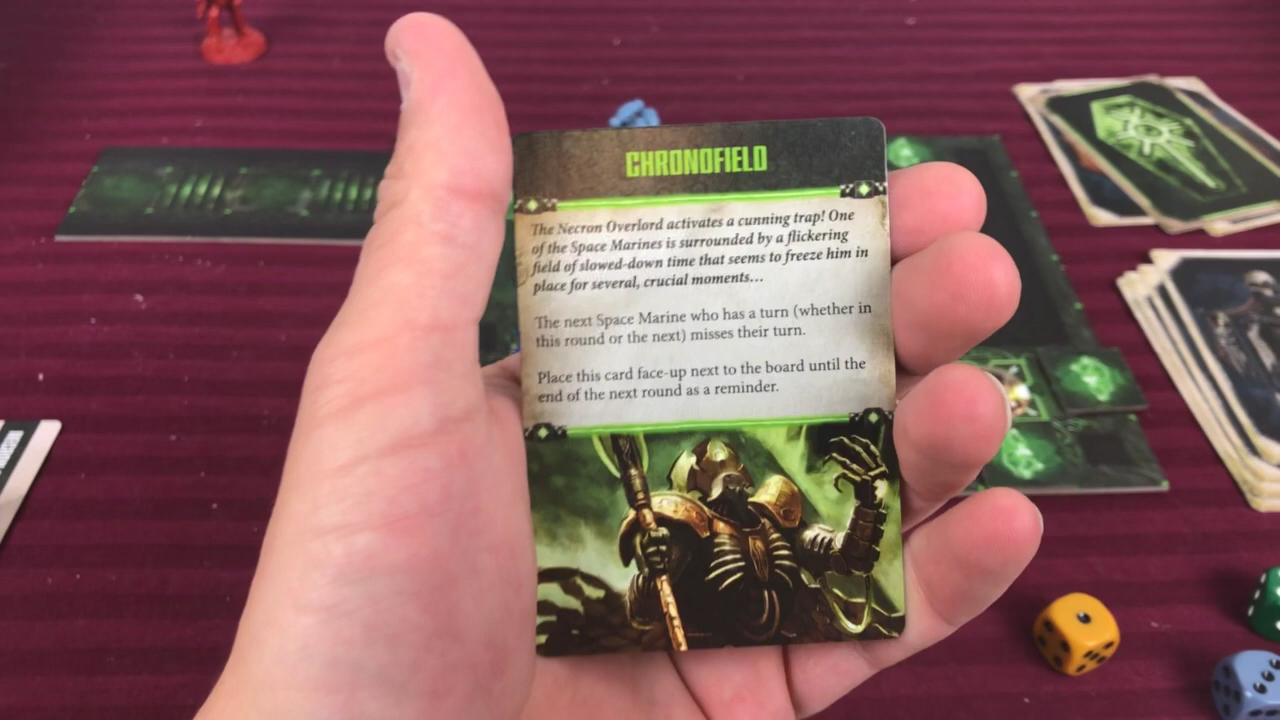 CHRONOFIELD
The Necron Overlord activates a cunning trap! One
of the Space Marines is surrounded by a flickering
field of slowed-down time that seems to freeze him in
place for several, crucial moments...
The next Space Marine who has a turn (whether in
this round or the next) misses their turn.
Place this card face-up next to the board until the
end of the next round as a reminder.